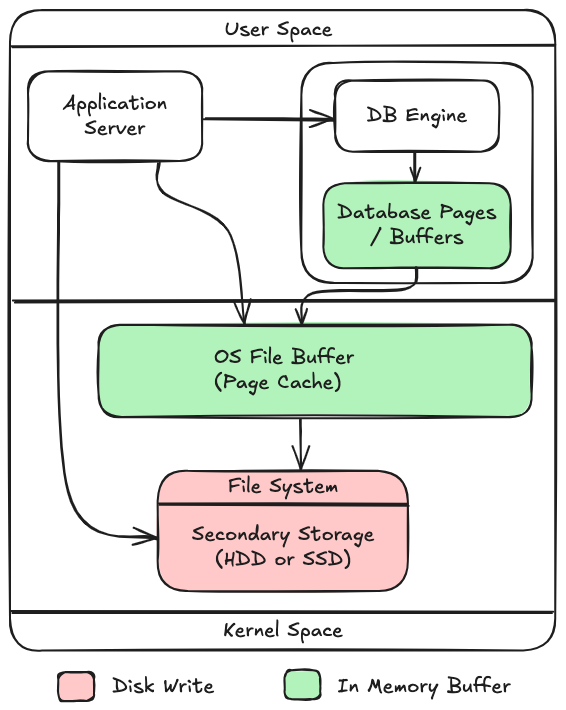 User Space
Application
Server
DB Engine
Database Pages
/ Buffers
OS File Buffer
(Page Cache)
File System
Secondary Storage
(HDD or SSD)
Kernel Space
Disk Write
In Memory Buffer